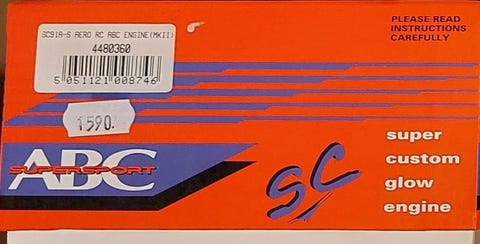 SC91A-S AERO RC ABC ENGINE(MKII)
4480360
5 051121 008746
1590.
PLEASE READ
INSTRUCTIONS
CAREFULLY
ABC
SUPERSPORT
SC
super
custom
glow
engine